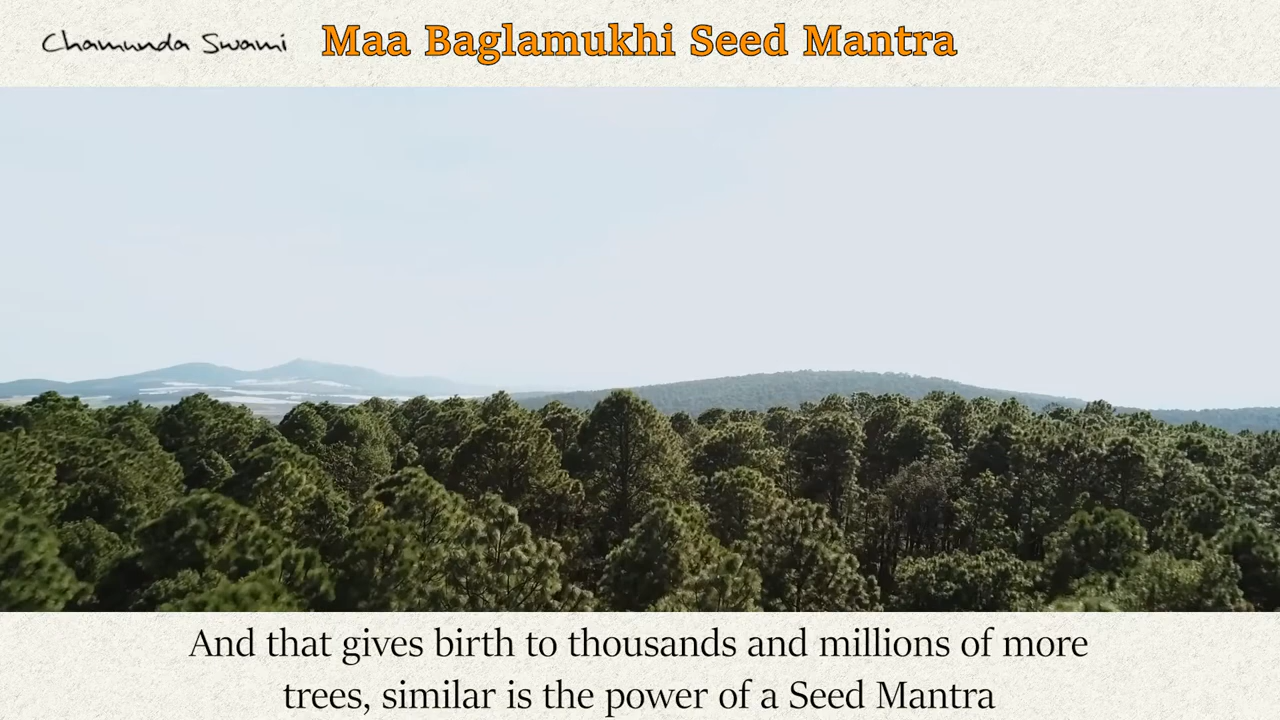 Chamunda Swami
Maa Baglamukhi Seed Mantra
And that gives birth to thousands and millions of more
trees, similar is the power of a Seed Mantra